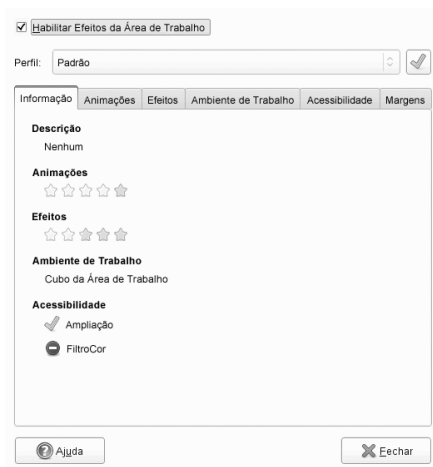 Habilitar Efeitos da Área de Trabalho
Perfil: Padrão
Informação Animações Efeitos Ambiente de Trabalho Acessibilidade Margens
Descrição
Nenhum
Animações
Efeitos
Ambiente de Trabalho
Cubo da Área de Trabalho
Acessibilidade
Ampliação
FiltroCor
Ajuda Fechar